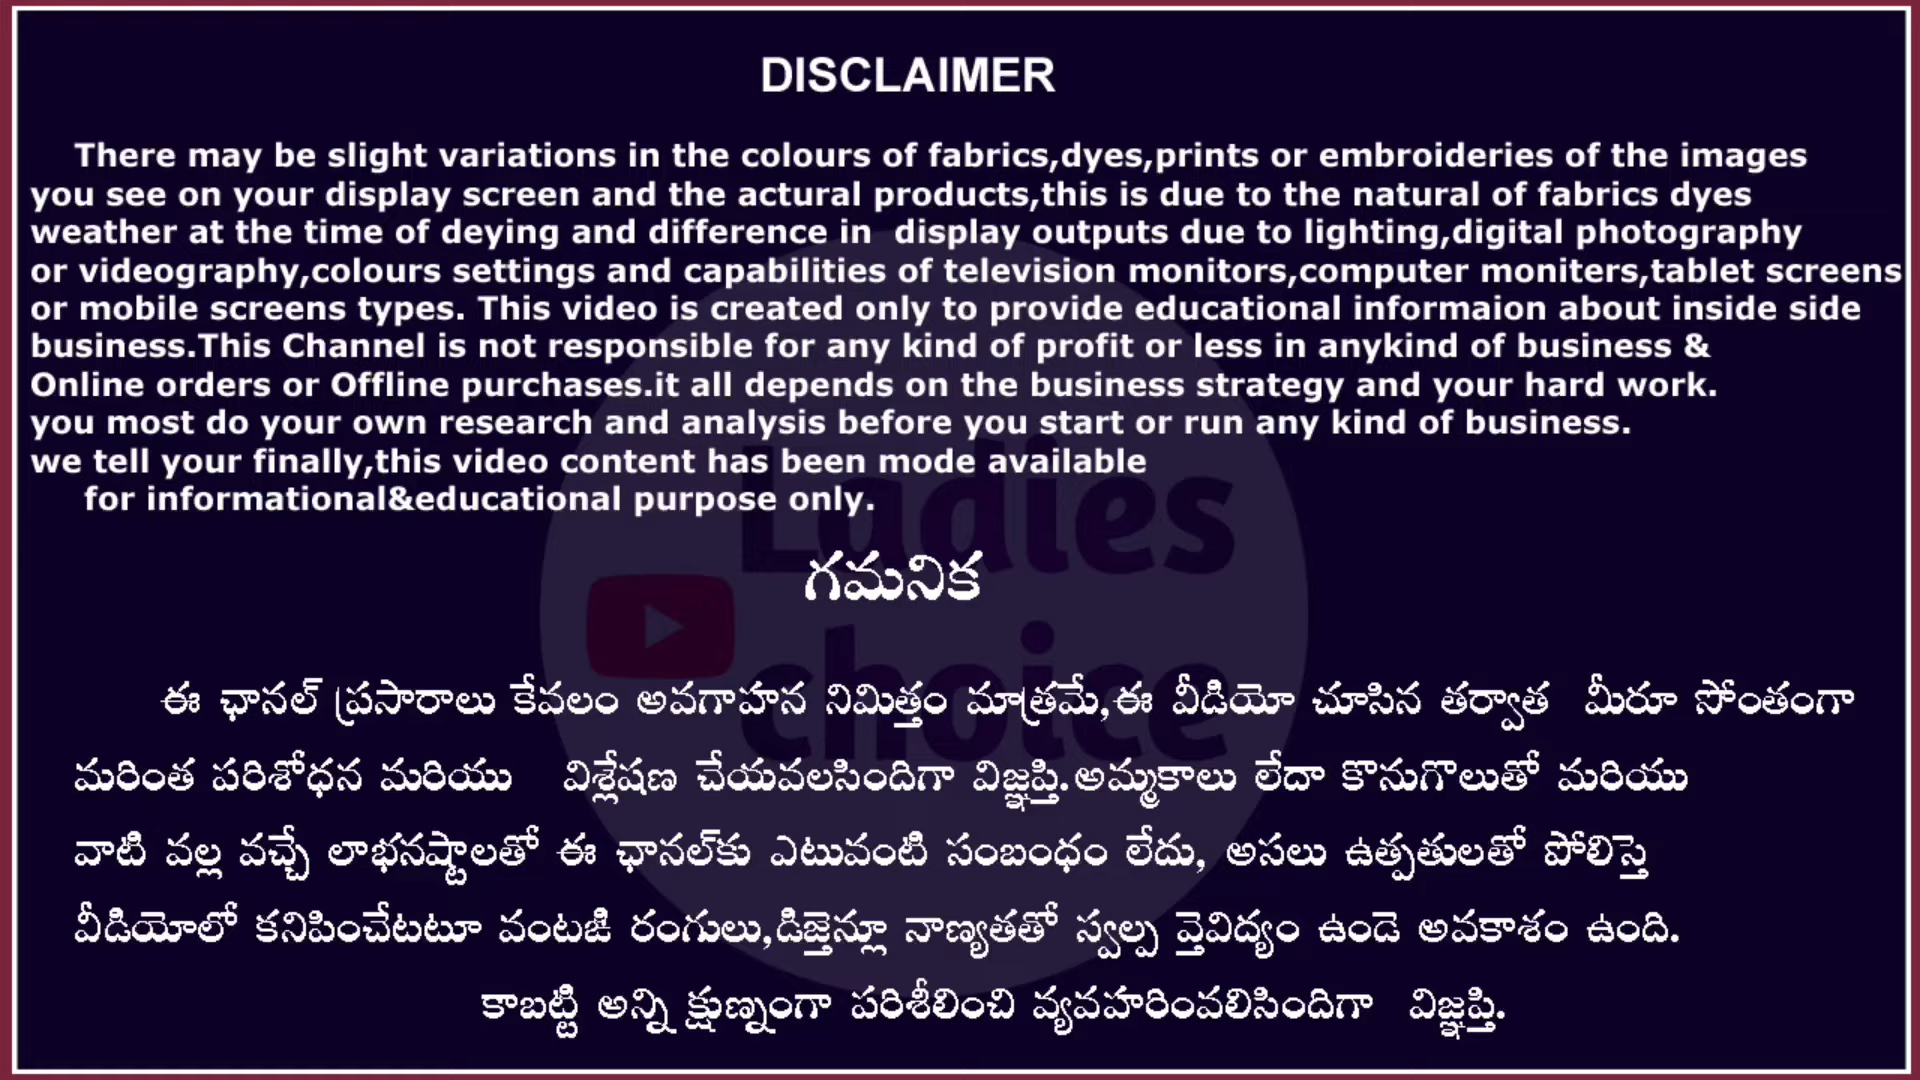 DISCLAIMER
There may be slight variations in the colours of fabrics,dyes,prints or embroideries of the images
you see on your display screen and the actural products,this is due to the natural of fabrics dyes
weather at the time of deying and difference in display outputs due to lighting,digital photography
or videography,colours settings and capabilities of television monitors,computer moniters,tablet screens
or mobile screens types. This video is created only to provide educational informaion about inside side
business.This Channel is not responsible for any kind of profit or less in anykind of business &
Online orders or Offline purchases.it all depends on the business strategy and your hard work.
you most do your own research and analysis before you start or run any kind of business.
we tell your finally,this video content has been mode available
for informational&educational purpose only.
Ladies
గమనిక
choice
ఈ ఛానల్ ప్రసారాలు కేవలం అవగాహన నిమిత్తం మాత్రమే,ఈ వీడియో చూసిన తర్వాత మీరూ సోంతంగా
మరింత పరిశోధన మరియు విశ్లేషణ చేయవలసిందిగా విజ్ఞప్తి.అమ్మకాలు లేదా కొనుగొలుతో మరియు
వాటి వల్ల వచ్చే లాభనష్టాలతో ఈ ఛానల్‌కు ఎటువంటి సంబంధం లేదు, అసలు ఉత్పతులతో పోలిస్తె
వీడియోలో కనిపించేటటూ వంటఙి రంగులు,డిజైన్లూ నాణ్యతతో స్వల్ప వైవిద్యం ఉండె అవకాశం ఉంది.
కాబట్టి అన్ని క్షుణ్నంగా పరిశీలించి వ్యవహరింవలిసిందిగా విజ్ఞప్తి.